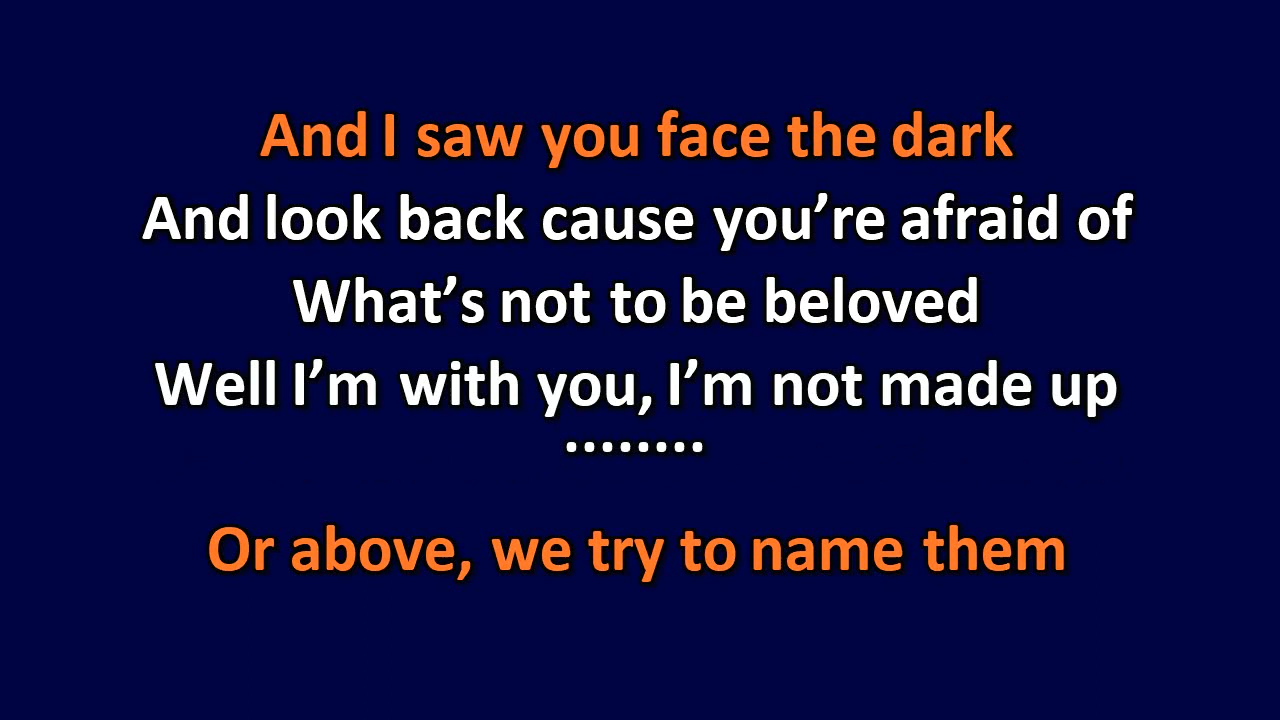 And I saw you face the dark
And look back cause you’re afraid of
What’s not to be beloved
Well I’m with you, I’m not made up
........
Or above, we try to name them